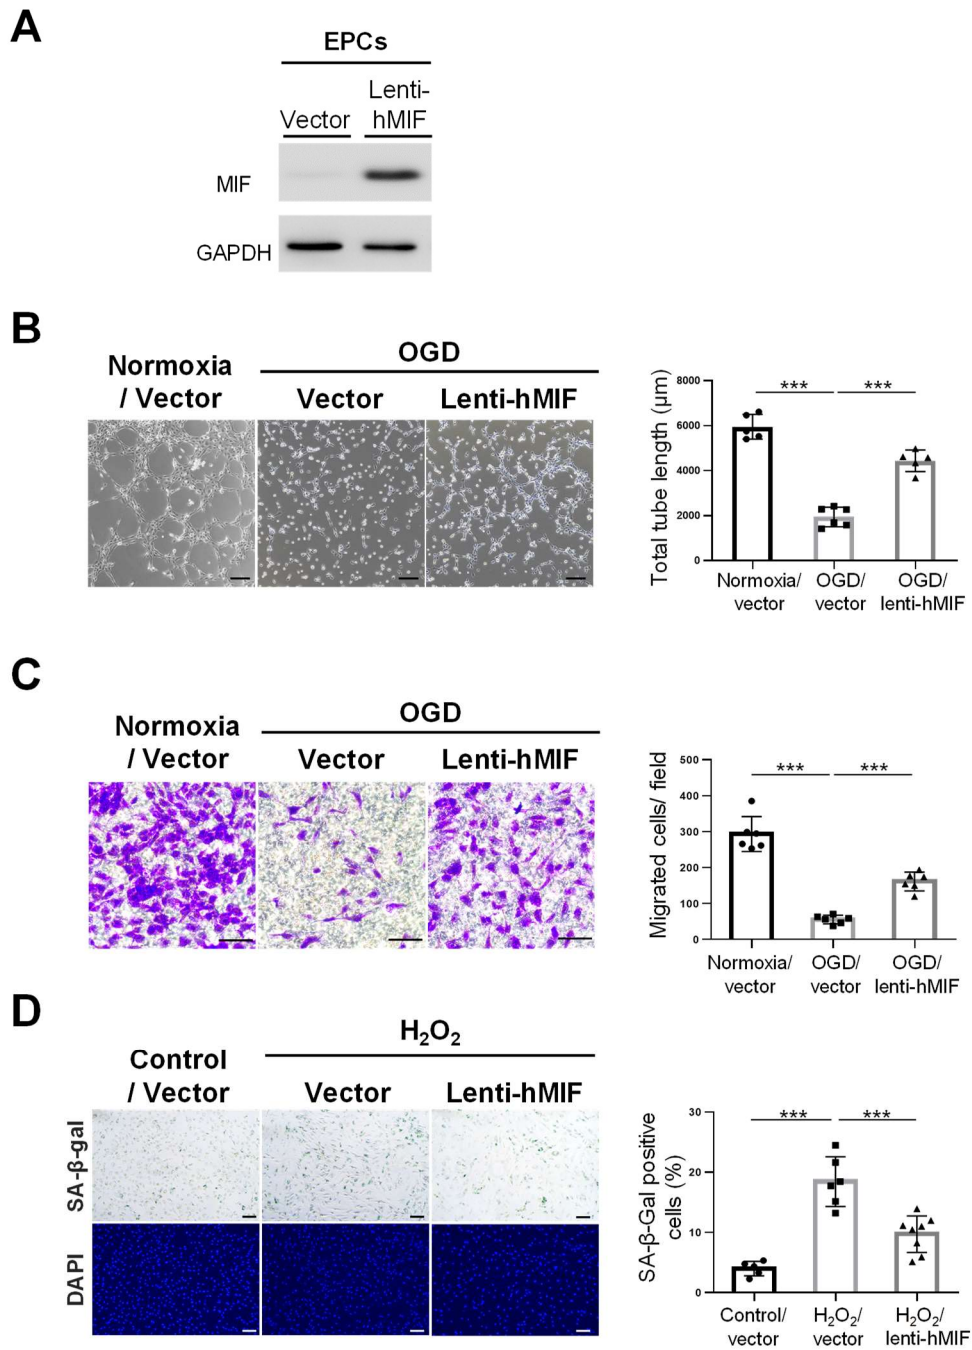 A
EPCs
Vector
Lenti-
hMIF
MIF
GAPDH
B
Normoxia
/ Vector
OGD
Vector
Lenti-hMIF
Total tube length (μm)
8000
6000
4000
2000
0
***
***
Normoxia/
vector
OGD/
vector
OGD/
lenti-hMIF
C
Normoxia
/ Vector
OGD
Vector
Lenti-hMIF
Migrated cells/ field
500
400
300
200
100
0
***
***
Normoxia/
vector
OGD/
vector
OGD/
lenti-hMIF
D
Control
/ Vector
H₂O₂
Vector
Lenti-hMIF
SA-β-gal
DAPI
SA-β-Gal positive
cells (%)
30
20
10
0
***
***
Control/
vector
H₂O₂/
vector
H₂O₂/
lenti-hMIF